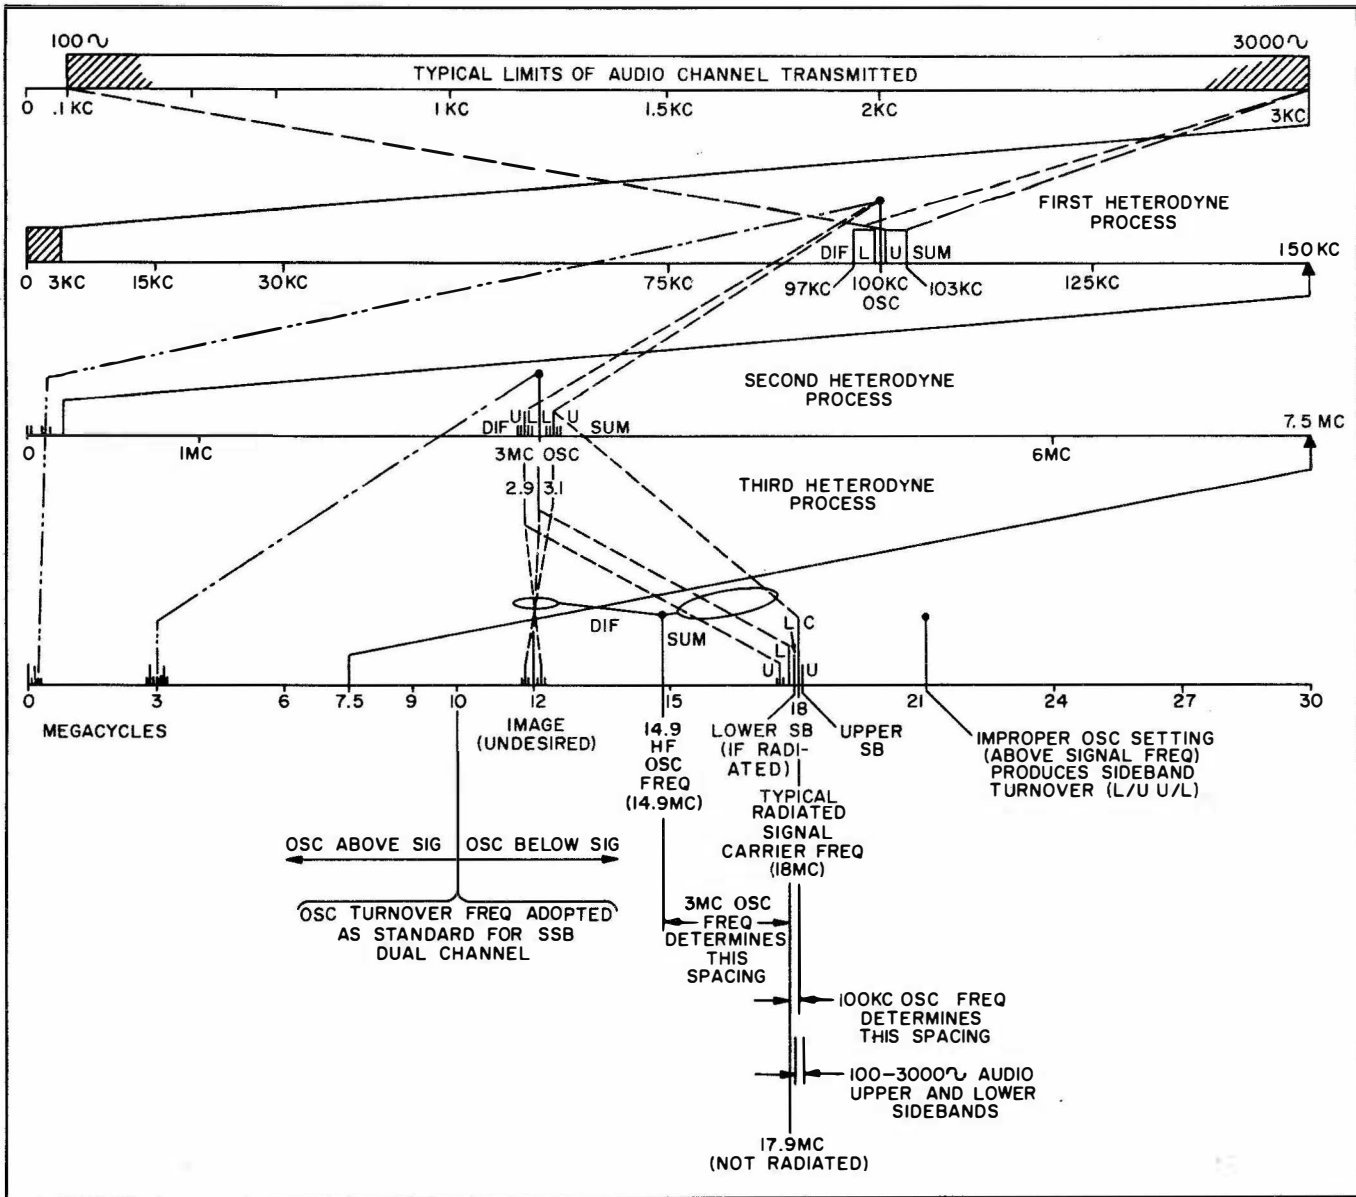 100∿ 3000∿
TYPICAL LIMITS OF AUDIO CHANNEL TRANSMITTED
0 .1KC 1KC 1.5KC 2KC 3KC
FIRST HETERODYNE
PROCESS
DIF L U SUM
150KC
0 3KC 15KC 30KC 75KC 97KC 100KC 103KC 125KC
OSC
SECOND HETERODYNE
PROCESS
U L L U
DIF SUM
7.5 MC
0 1MC 3MC OSC 6MC
2.9 3.1
THIRD HETERODYNE
PROCESS
DIF SUM
L C
L
U U
0 3 6 7.5 9 10 12 15 18 21 24 27 30
MEGACYCLES
IMAGE
(UNDESIRED)
14.9
HF
OSC
FREQ
(14.9MC)
LOWER SB
(IF RADI-
ATED)
UPPER
SB
IMPROPER OSC SETTING
(ABOVE SIGNAL FREQ)
PRODUCES SIDEBAND
TURNOVER (L/U U/L)
TYPICAL
RADIATED
SIGNAL
CARRIER FREQ
(18MC)
OSC ABOVE SIG OSC BELOW SIG
OSC TURNOVER FREQ ADOPTED
AS STANDARD FOR SSB
DUAL CHANNEL
3MC OSC
FREQ
DETERMINES
THIS
SPACING
100KC OSC FREQ
DETERMINES
THIS SPACING
100-3000∿ AUDIO
UPPER AND LOWER
SIDEBANDS
17.9MC
(NOT RADIATED)